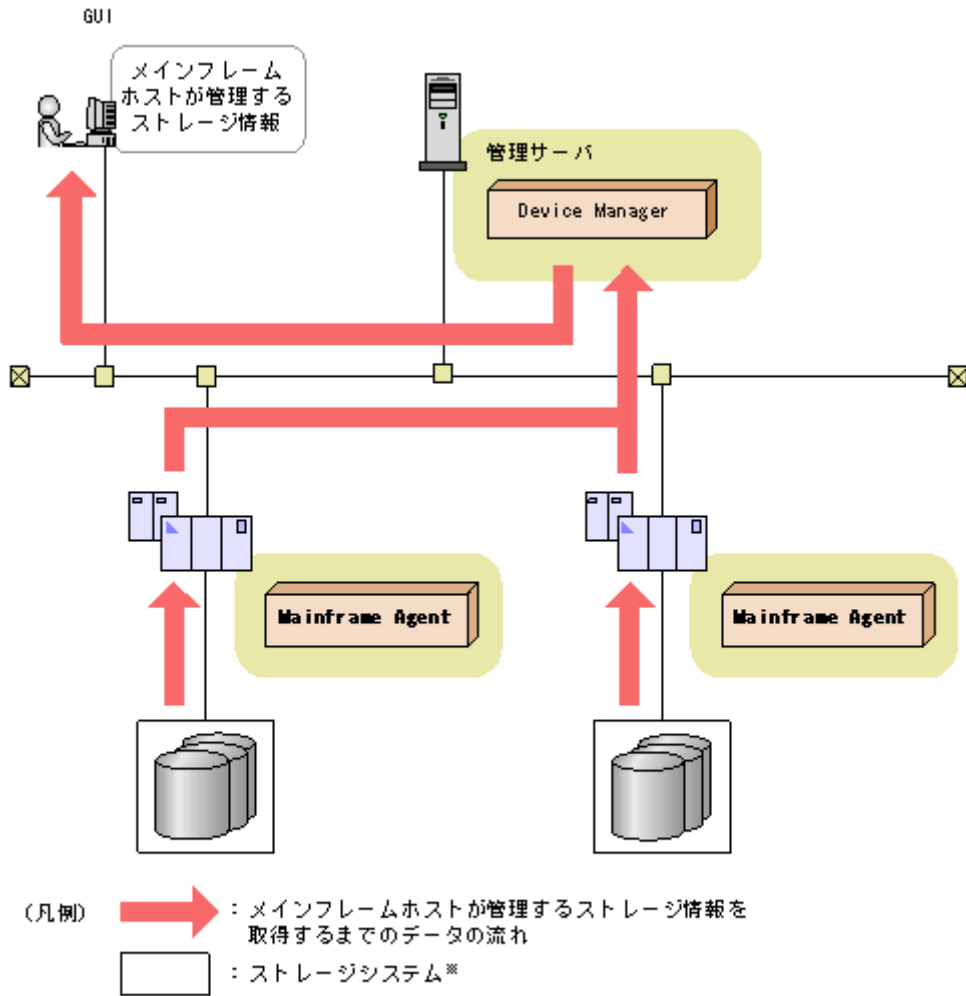 GUI
メインフレーム
ホストが管理する
ストレージ情報
管理サーバ
Device Manager
Mainframe Agent
Mainframe Agent
(凡例)
：メインフレームホストが管理するストレージ情報を
取得するまでのデータの流れ
：ストレージシステム※